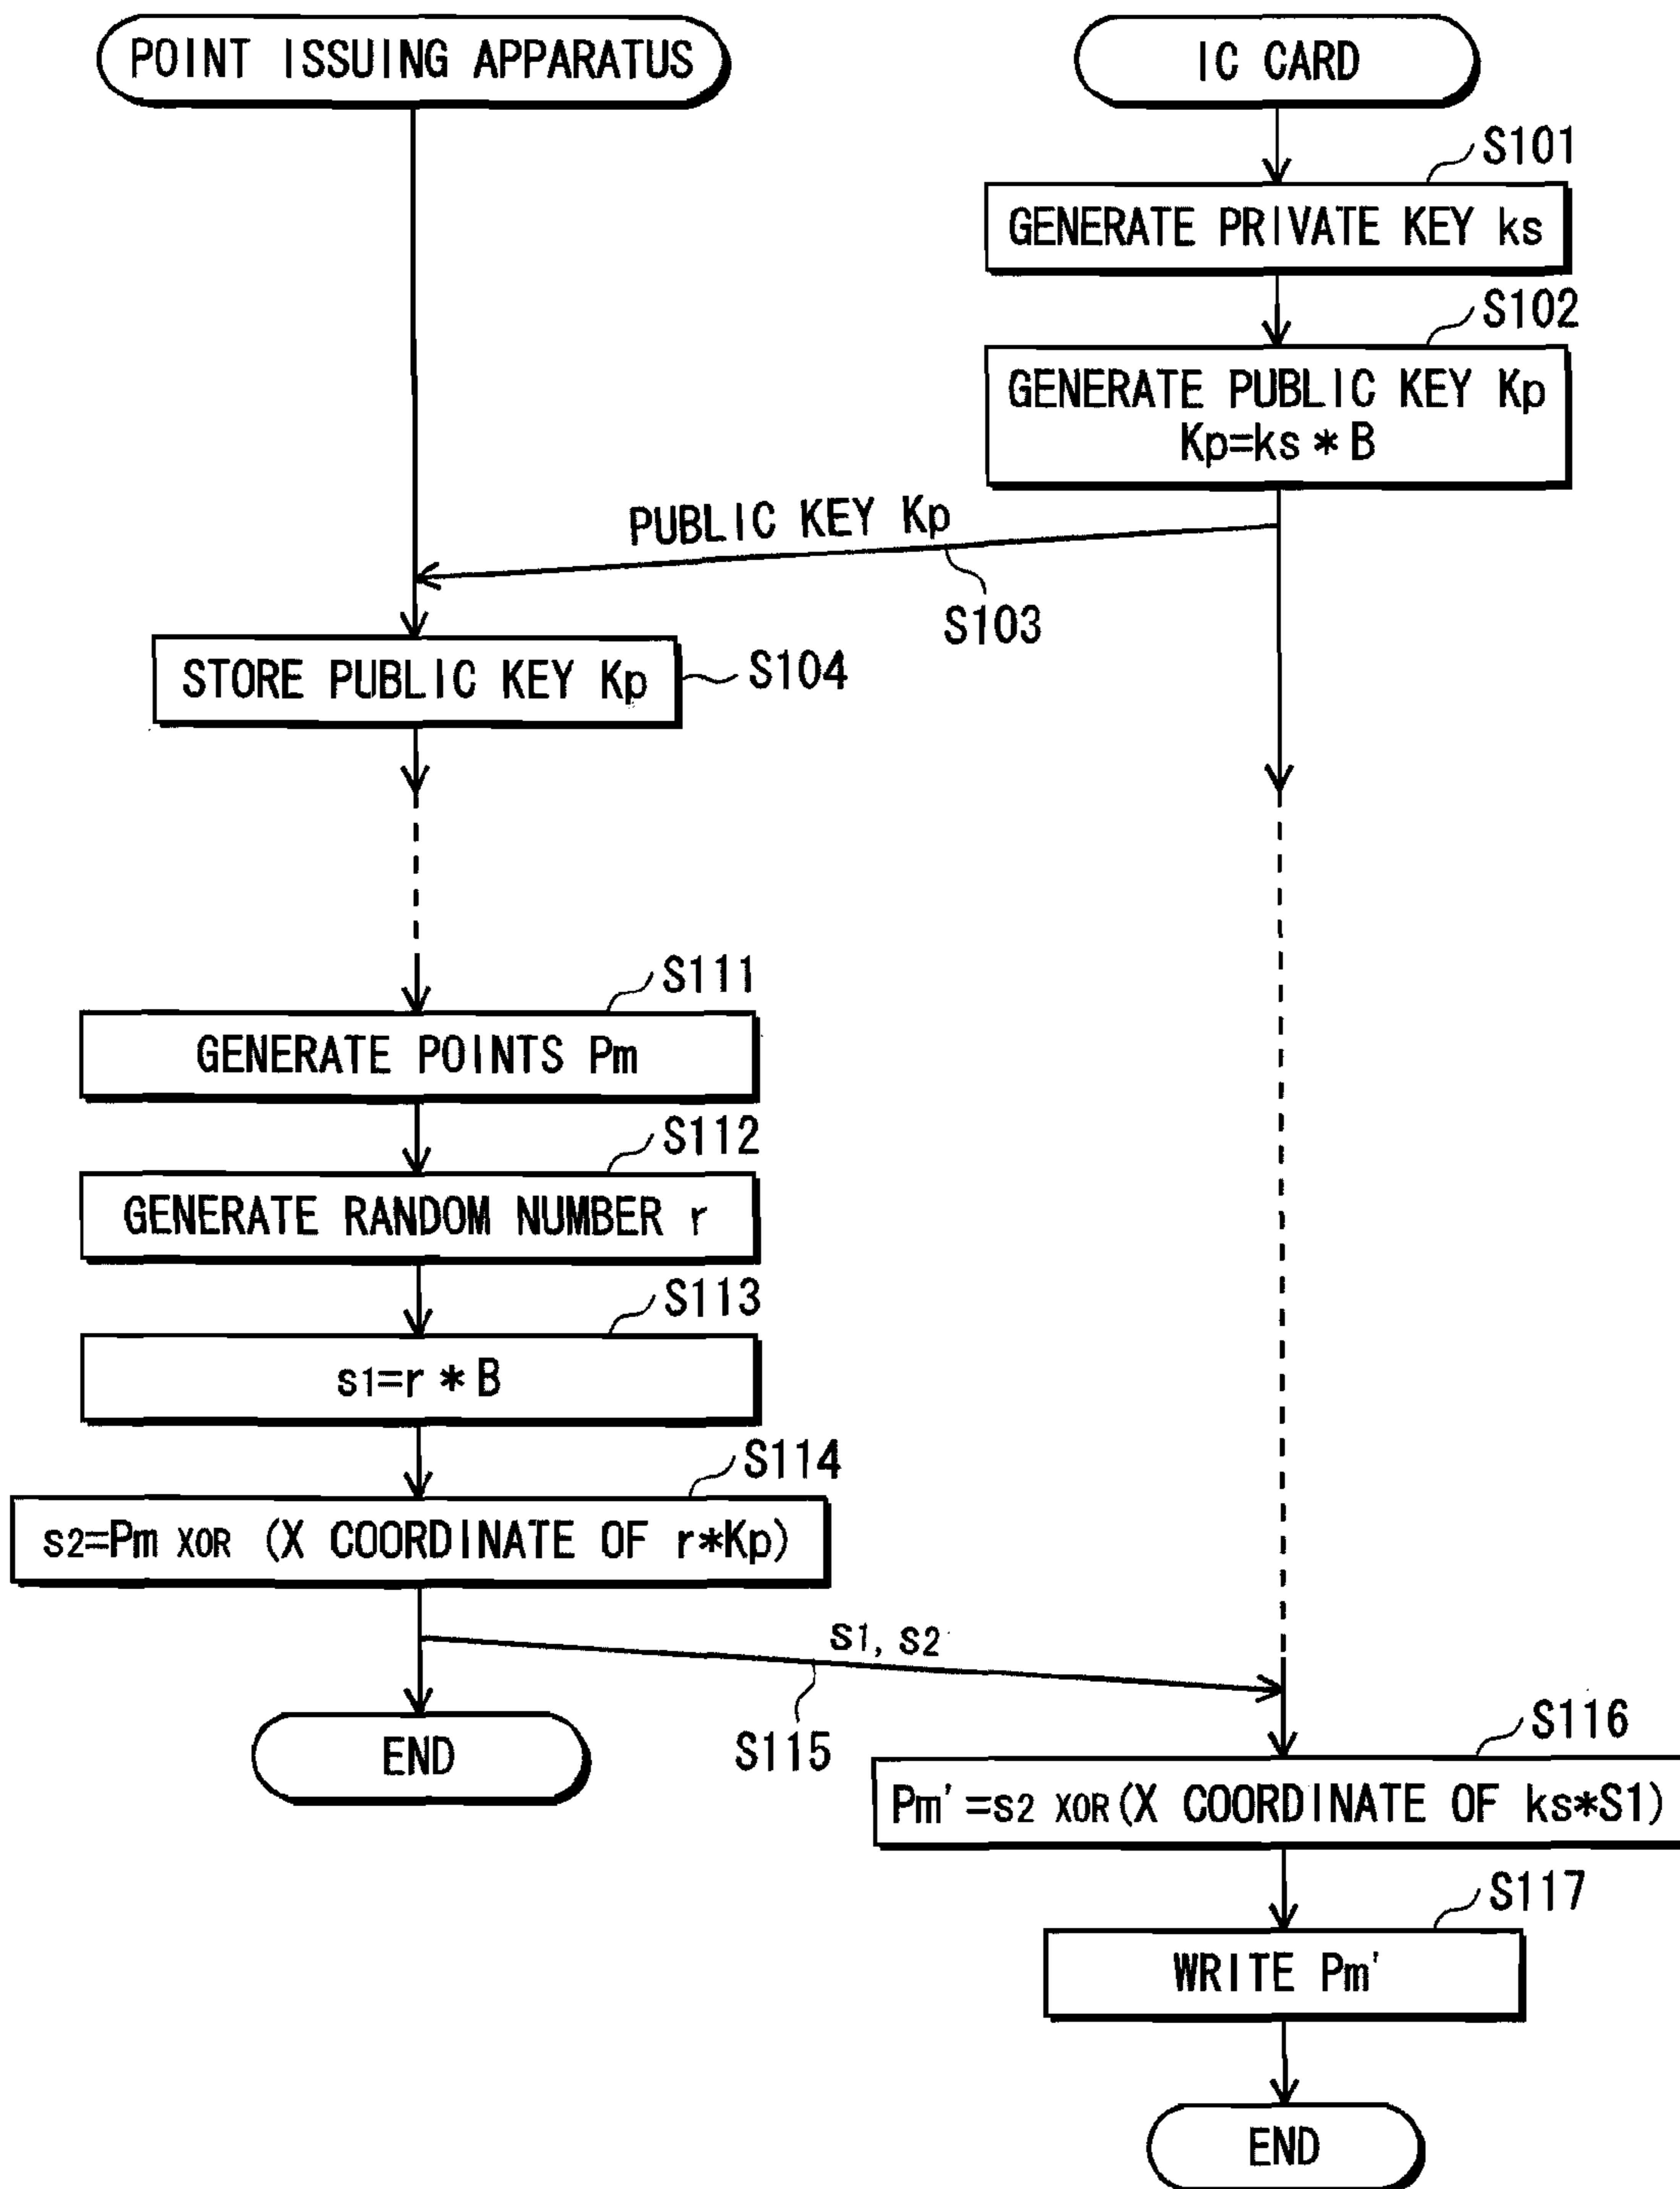 POINT ISSUING APPARATUS
IC CARD
S101
GENERATE PRIVATE KEY ks
S102
GENERATE PUBLIC KEY Kp
Kp=ks*B
PUBLIC KEY Kp
S103
STORE PUBLIC KEY Kp
S104
S111
GENERATE POINTS Pm
S112
GENERATE RANDOM NUMBER r
S113
s1=r*B
S114
s2=Pm XOR (X COORDINATE OF r*Kp)
s1, s2
S115
END
S116
Pm'=s2 XOR(X COORDINATE OF ks*S1)
S117
WRITE Pm'
END